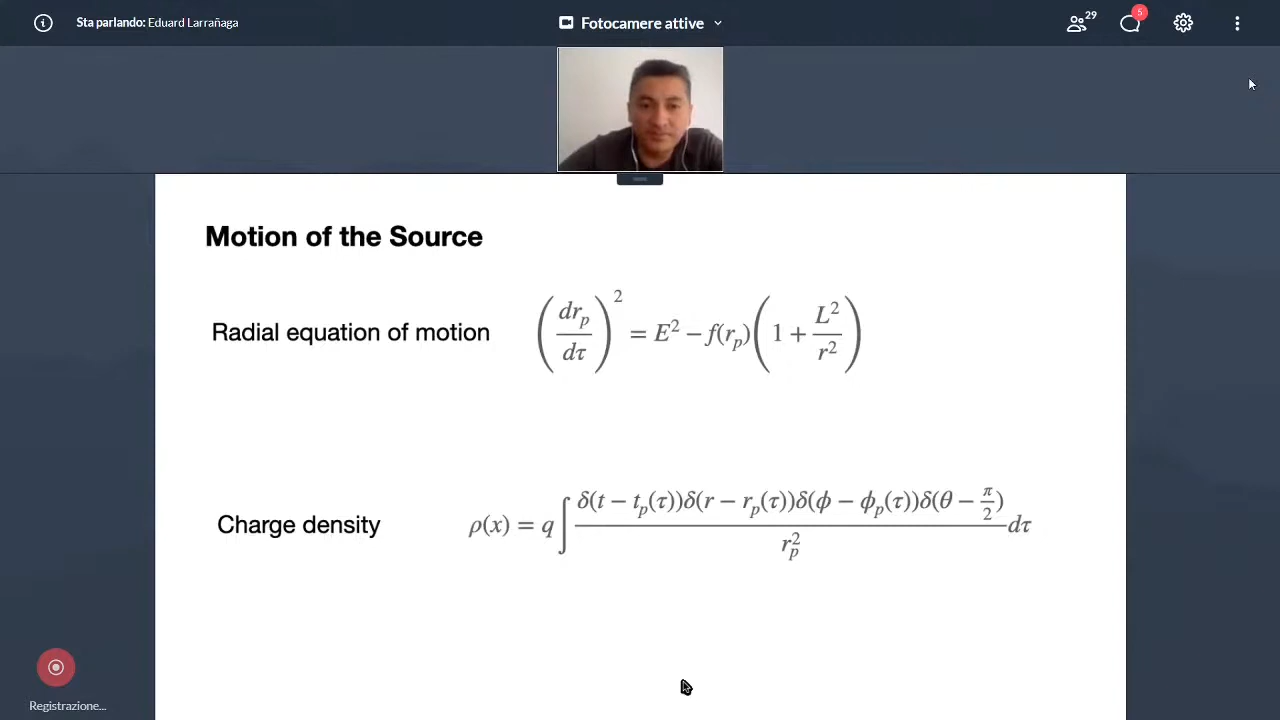 Sta parlando: Eduard Larrañaga
Fotocamere attive
29
5
Motion of the Source
Radial equation of motion
(dr_p/dτ)^2 = E^2 − f(r_p)(1 + L^2/r^2)
Charge density
ρ(x) = q ∫ δ(t − t_p(τ))δ(r − r_p(τ))δ(ϕ − ϕ_p(τ))δ(θ − π/2)/r_p^2 dτ
Registrazione...